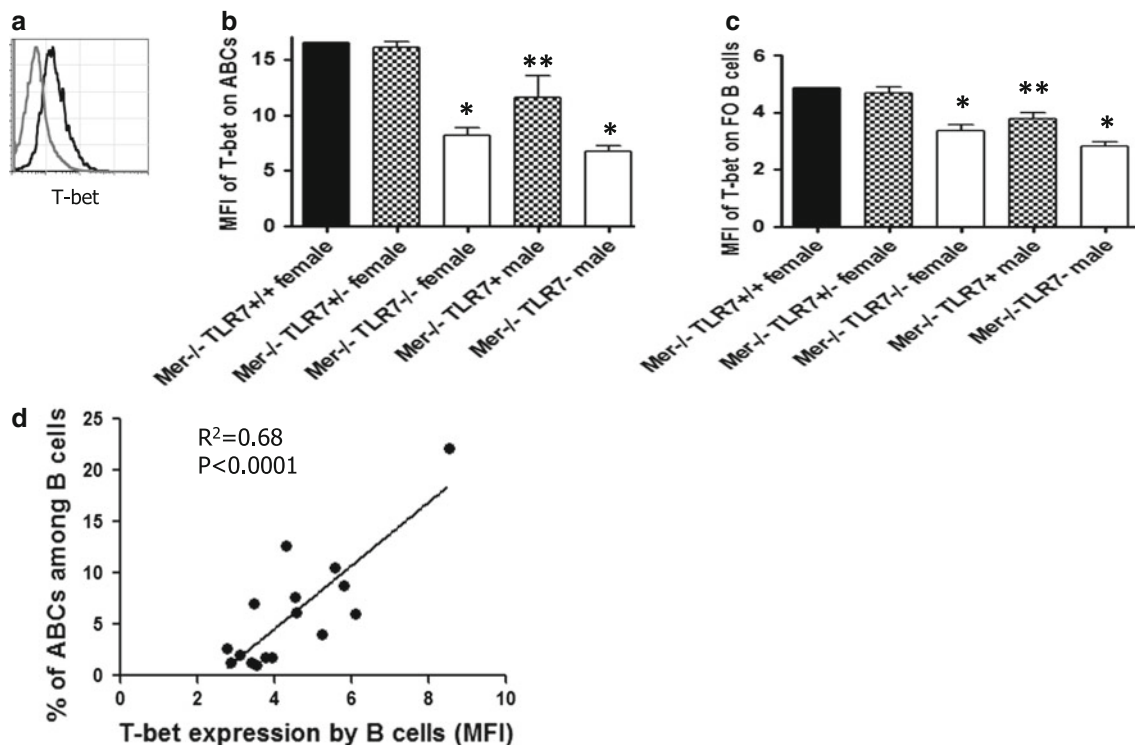 a
T-bet
b
MFI of T-bet on ABCs
15
10
5
0
*
**
*
Mer-/- TLR7+/+ female
Mer-/- TLR7+/- female
Mer-/- TLR7-/- female
Mer-/- TLR7+ male
Mer-/- TLR7- male
c
MFI of T-bet on FO B cells
6
4
2
0
*
**
*
Mer-/- TLR7+/+ female
Mer-/- TLR7+/- female
Mer-/- TLR7-/- female
Mer-/- TLR7+ male
Mer-/-TLR7- male
d
% of ABCs among B cells
25
20
15
10
5
0
R²=0.68
P<0.0001
0 2 4 6 8 10
T-bet expression by B cells (MFI)